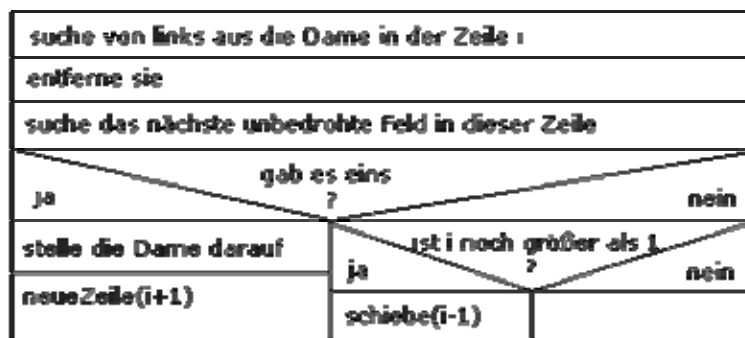 suche von links aus die Dame in der Zeile i
entferne sie
suche das nächste unbedrohte Feld in dieser Zeile
gab es eins
ja ? nein
stelle die Dame darauf
ist i noch größer als 1
ja ? nein
neueZeile(i+1)
schiebe(i-1)